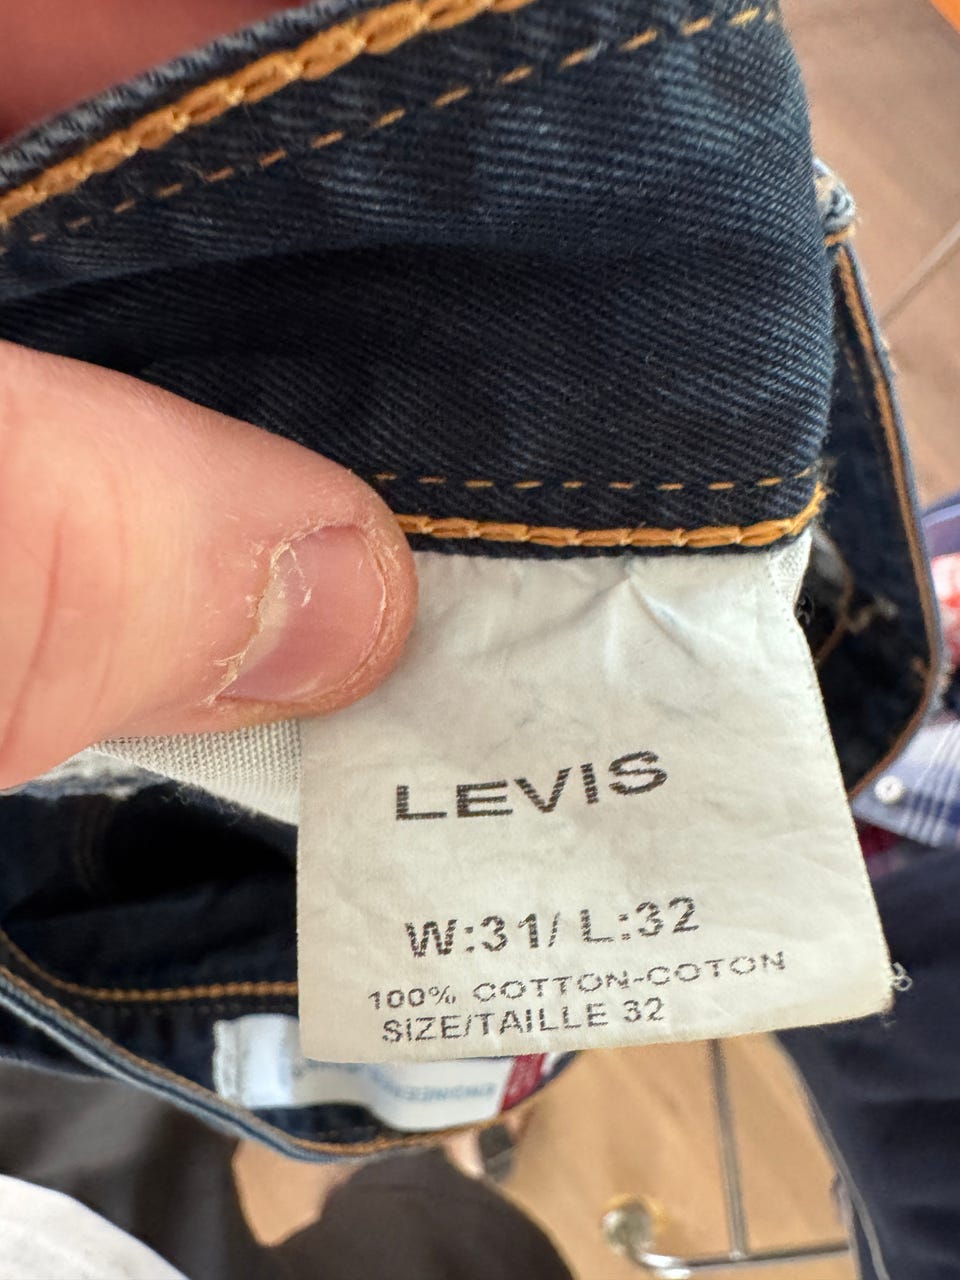 LEVIS
W:31/ L:32
100% COTTON-COTON
SIZE/TAILLE 32